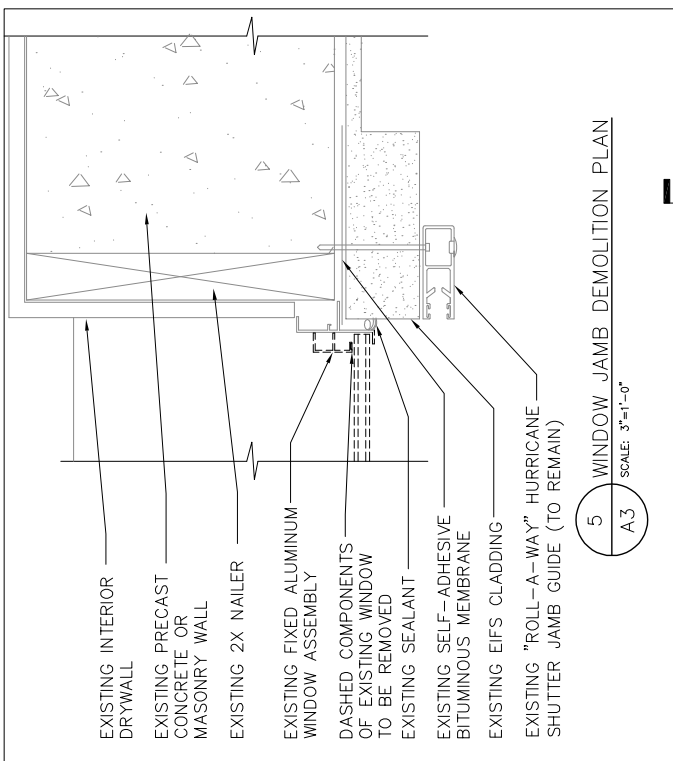 EXISTING INTERIOR
DRYWALL
EXISTING PRECAST
CONCRETE OR
MASONRY WALL
EXISTING 2X NAILER
EXISTING FIXED ALUMINUM
WINDOW ASSEMBLY
DASHED COMPONENTS
OF EXISTING WINDOW
TO BE REMOVED
EXISTING SEALANT
EXISTING SELF-ADHESIVE
BITUMINOUS MEMBRANE
EXISTING EIFS CLADDING
EXISTING "ROLL-A-WAY" HURRICANE
SHUTTER JAMB GUIDE (TO REMAIN)
5
A3
WINDOW JAMB DEMOLITION PLAN
SCALE: 3"=1'-0"